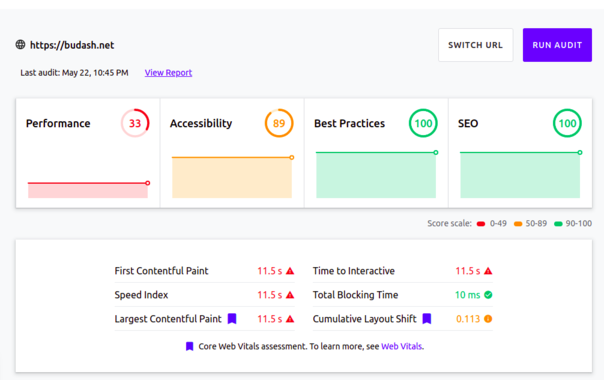 https://budash.net
SWITCH URL
RUN AUDIT
Last audit: May 22, 10:45 PM View Report
Performance 33
Accessibility 89
Best Practices 100
SEO 100
Score scale: 0-49 50-89 90-100
First Contentful Paint 11.5 s
Time to Interactive 11.5 s
Speed Index 11.5 s
Total Blocking Time 10 ms
Largest Contentful Paint 11.5 s
Cumulative Layout Shift 0.113
Core Web Vitals assessment. To learn more, see Web Vitals.